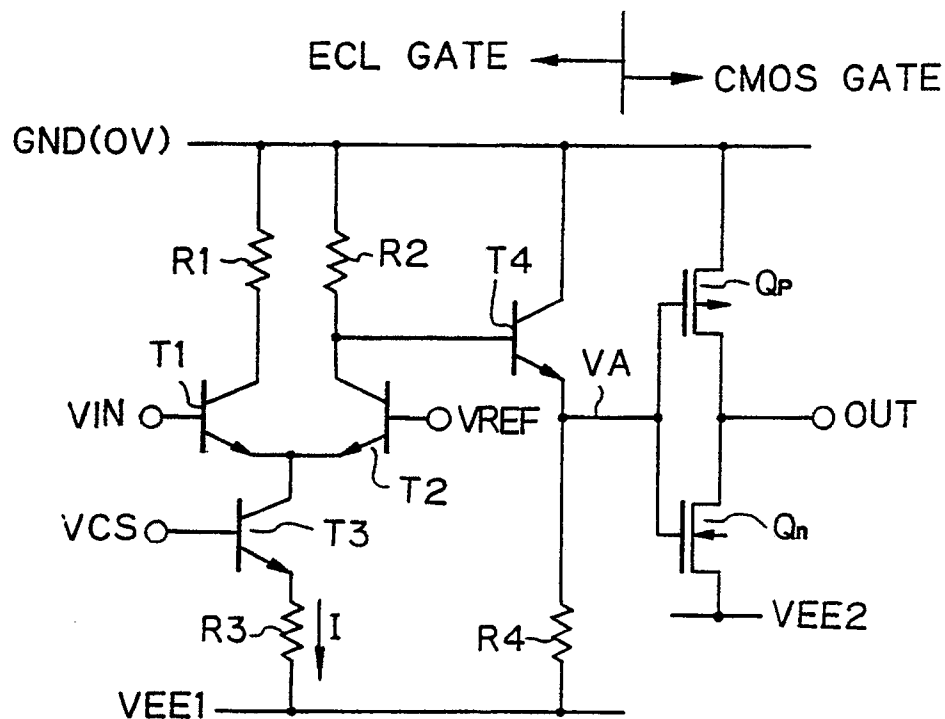 ECL GATE
CMOS GATE
GND(0V)
R1
R2
T4
QP
T1
VA
VIN
VREF
OUT
T2
VCS
T3
Qn
R3
I
R4
VEE2
VEE1